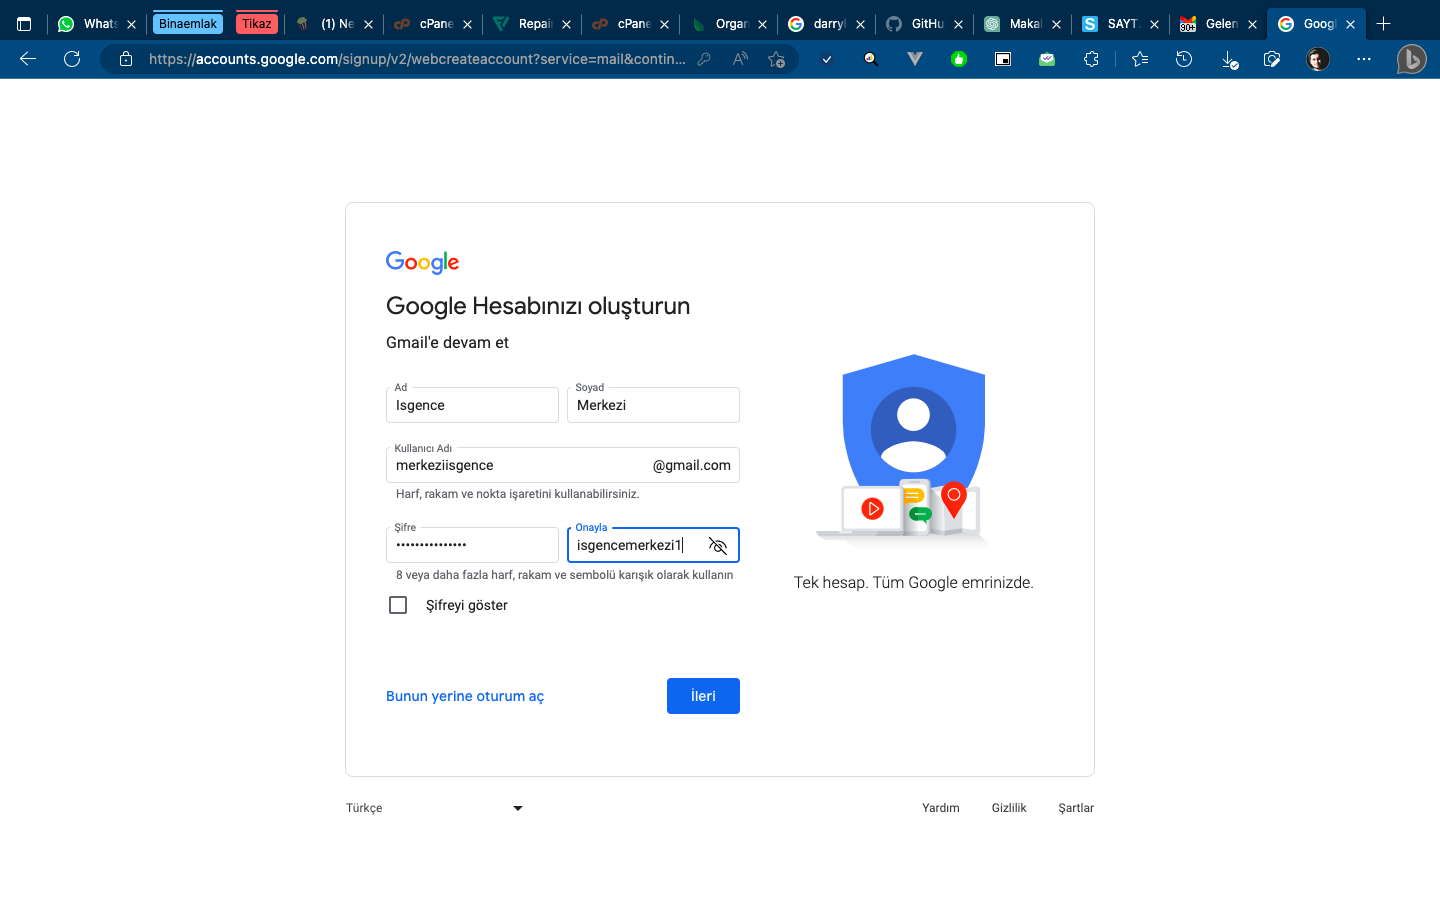 Whats
Binaemlak
Tikaz
(1) Ne
cPane
Repair
cPane
Organ
darryl
GitHu
Makal
SAYT.
90+
Gelen
Googl
https://accounts.google.com/signup/v2/webcreateaccount?service=mail&contin...
Google
Google Hesabınızı oluşturun
Gmail'e devam et
Ad
Soyad
Isgence
Merkezi
Kullanıcı Adı
merkeziisgence
@gmail.com
Harf, rakam ve nokta işaretini kullanabilirsiniz.
Şifre
Onayla
•••••••••••••••
isgencemerkezi1
8 veya daha fazla harf, rakam ve sembolü karışık olarak kullanın
Şifreyi göster
Tek hesap. Tüm Google emrinizde.
Bunun yerine oturum aç
İleri
Türkçe
Yardım
Gizlilik
Şartlar